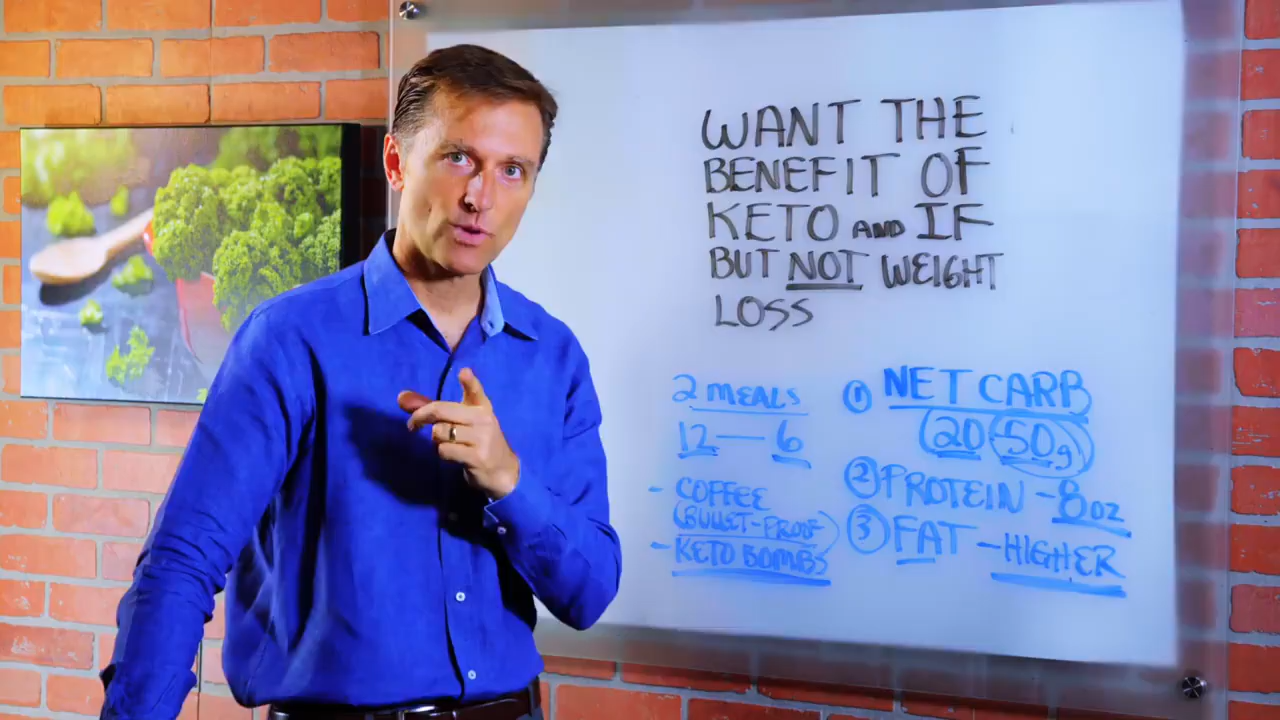 WANT THE
BENEFIT OF
KETO AND IF
BUT NOT WEIGHT
LOSS
2 MEALS
12 — 6
- COFFEE
(BULLET-PROOF)
- KETO BOMBS
① NET CARB
(20 (50g))
② PROTEIN - 8oz
③ FAT - HIGHER